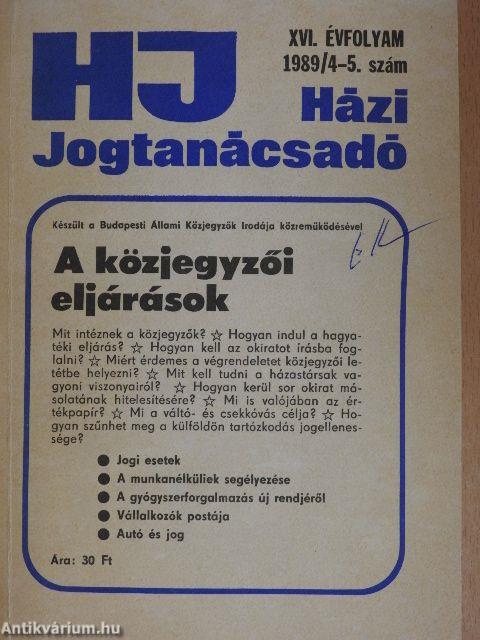 HJ
XVI. ÉVFOLYAM
1989/4–5. szám
Házi
Jogtanácsadó
Készült a Budapesti Állami Közjegyzők Irodája közreműködésével
A közjegyzői
eljárások
Mit intéznek a közjegyzők? ☆ Hogyan indul a hagya-
téki eljárás? ☆ Hogyan kell az okiratot írásba fog-
lalni? ☆ Miért érdemes a végrendeletet közjegyzői le-
tétbe helyezni? ☆ Mit kell tudni a házastársak va-
gyoni viszonyairól? ☆ Hogyan kerül sor okirat má-
solatának hitelesítésére? ☆ Mi is valójában az ér-
tékpapír? ☆ Mi a váltó- és csekkóvás célja? ☆ Ho-
gyan szűnhet meg a külföldön tartózkodás jogellenes-
sége?
● Jogi esetek
● A munkanélküliek segélyezése
● A gyógyszerforgalmazás új rendjéről
● Vállalkozók postája
● Autó és jog
Ára: 30 Ft
Antikvárium.hu